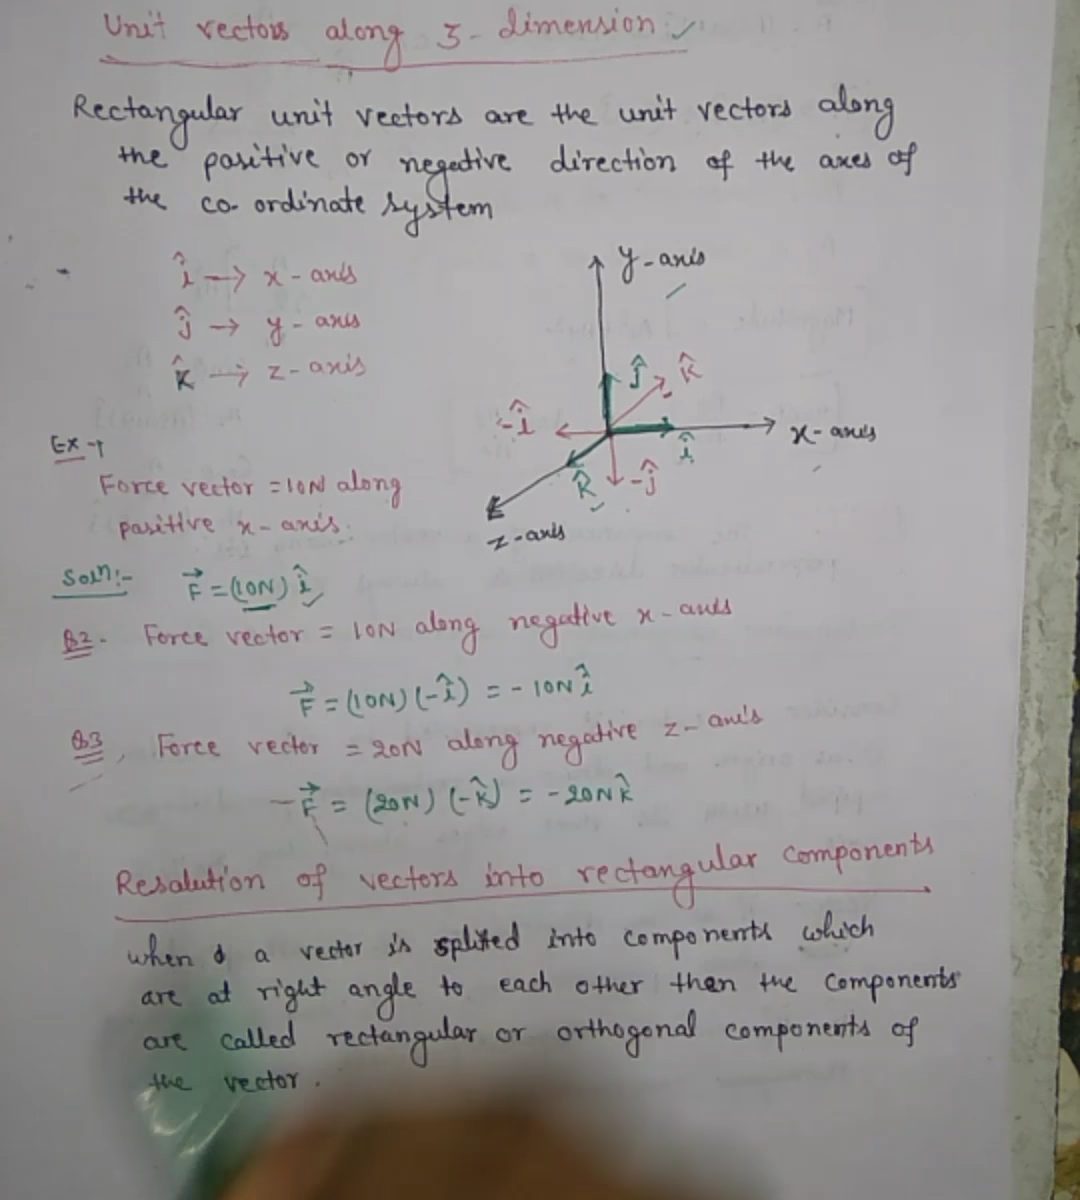 Unit vectors along 3-dimension
Rectangular unit vectors are the unit vectors along
the positive or negative direction of the axes of
the co-ordinate system
î → x-axis
ĵ → y-axis
k̂ → z-axis
y-axis
ĵ
k̂
-î
x-axis
î
k̂
-ĵ
z-axis
Ex-1
Force vector = 10N along
positive x-axis.
Soln:- F⃗ = (10N) î
Q2. Force vector = 10N along negative x-axis
F⃗ = (10N) (-î) = -10N î
Q3, Force vector = 20N along negative z-axis
F⃗ = (20N) (-k̂) = -20N k̂
Resolution of vectors into rectangular components
when a vector is splited into components which
are at right angle to each other then the components
are called rectangular or orthogonal components of
the vector.